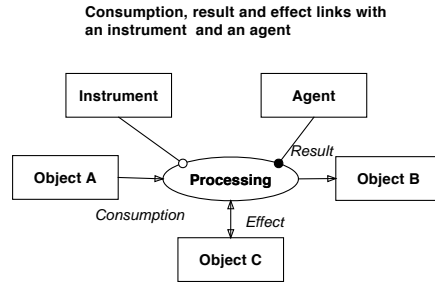 Consumption, result and effect links with
an instrument and an agent
Instrument
Agent
Result
Object A
Processing
Object B
Consumption
Effect
Object C